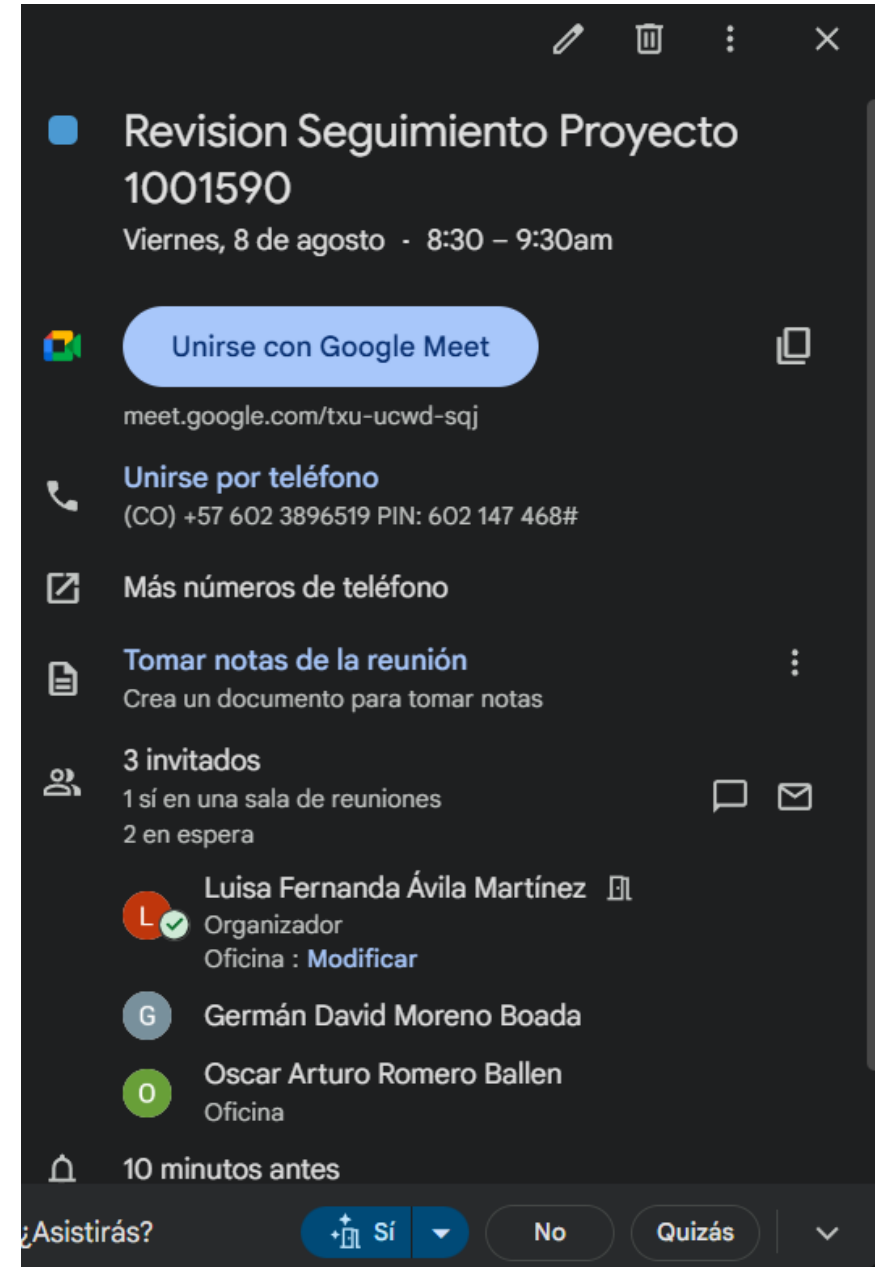 Revision Seguimiento Proyecto
1001590
Viernes, 8 de agosto · 8:30 – 9:30am
Unirse con Google Meet
meet.google.com/txu-ucwd-sqj
Unirse por teléfono
(CO) +57 602 3896519 PIN: 602 147 468#
Más números de teléfono
Tomar notas de la reunión
Crea un documento para tomar notas
3 invitados
1 sí en una sala de reuniones
2 en espera
L
Luisa Fernanda Ávila Martínez
Organizador
Oficina : Modificar
G
Germán David Moreno Boada
O
Oscar Arturo Romero Ballen
Oficina
10 minutos antes
¿Asistirás?
Sí
No
Quizás